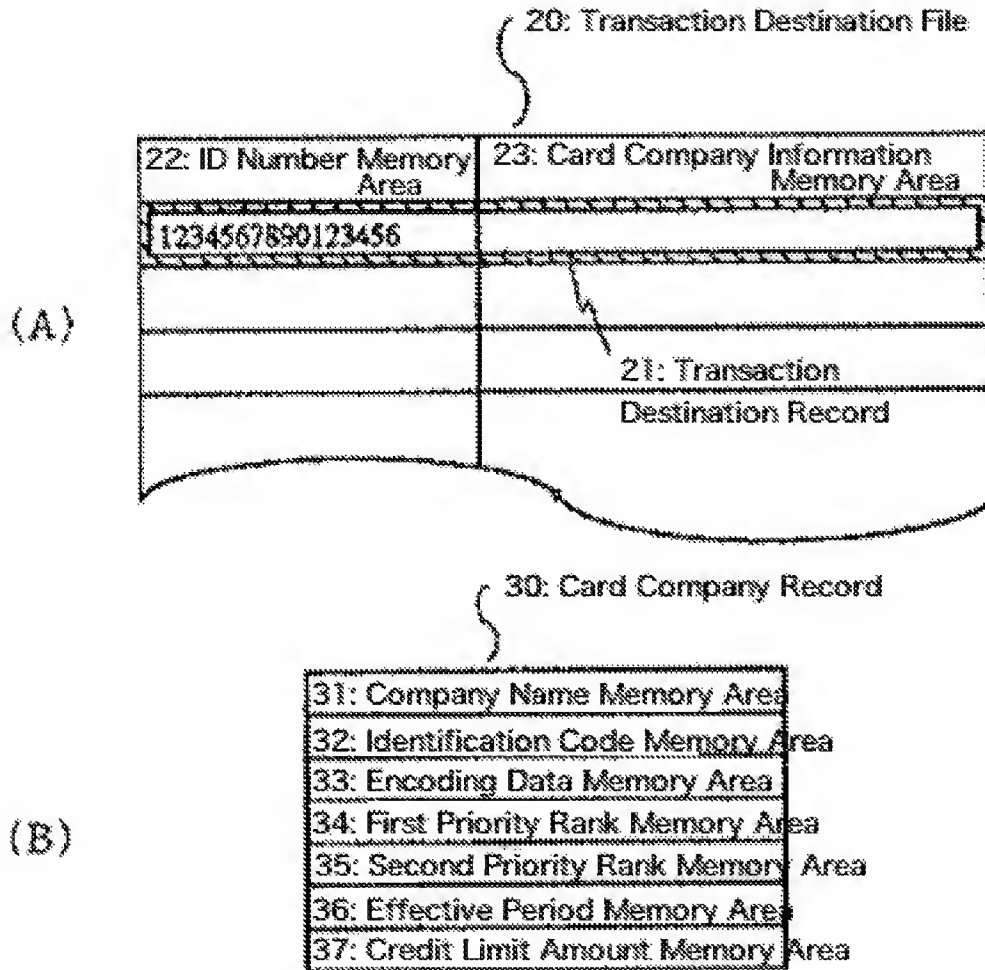 20: Transaction Destination File
22: ID Number Memory Area
23: Card Company Information Memory Area
1234567890123456
(A)
21: Transaction
Destination Record
30: Card Company Record
31: Company Name Memory Area
32: Identification Code Memory Area
33: Encoding Data Memory Area
34: First Priority Rank Memory Area
(B)
35: Second Priority Rank Memory Area
36: Effective Period Memory Area
37: Credit Limit Amount Memory Area